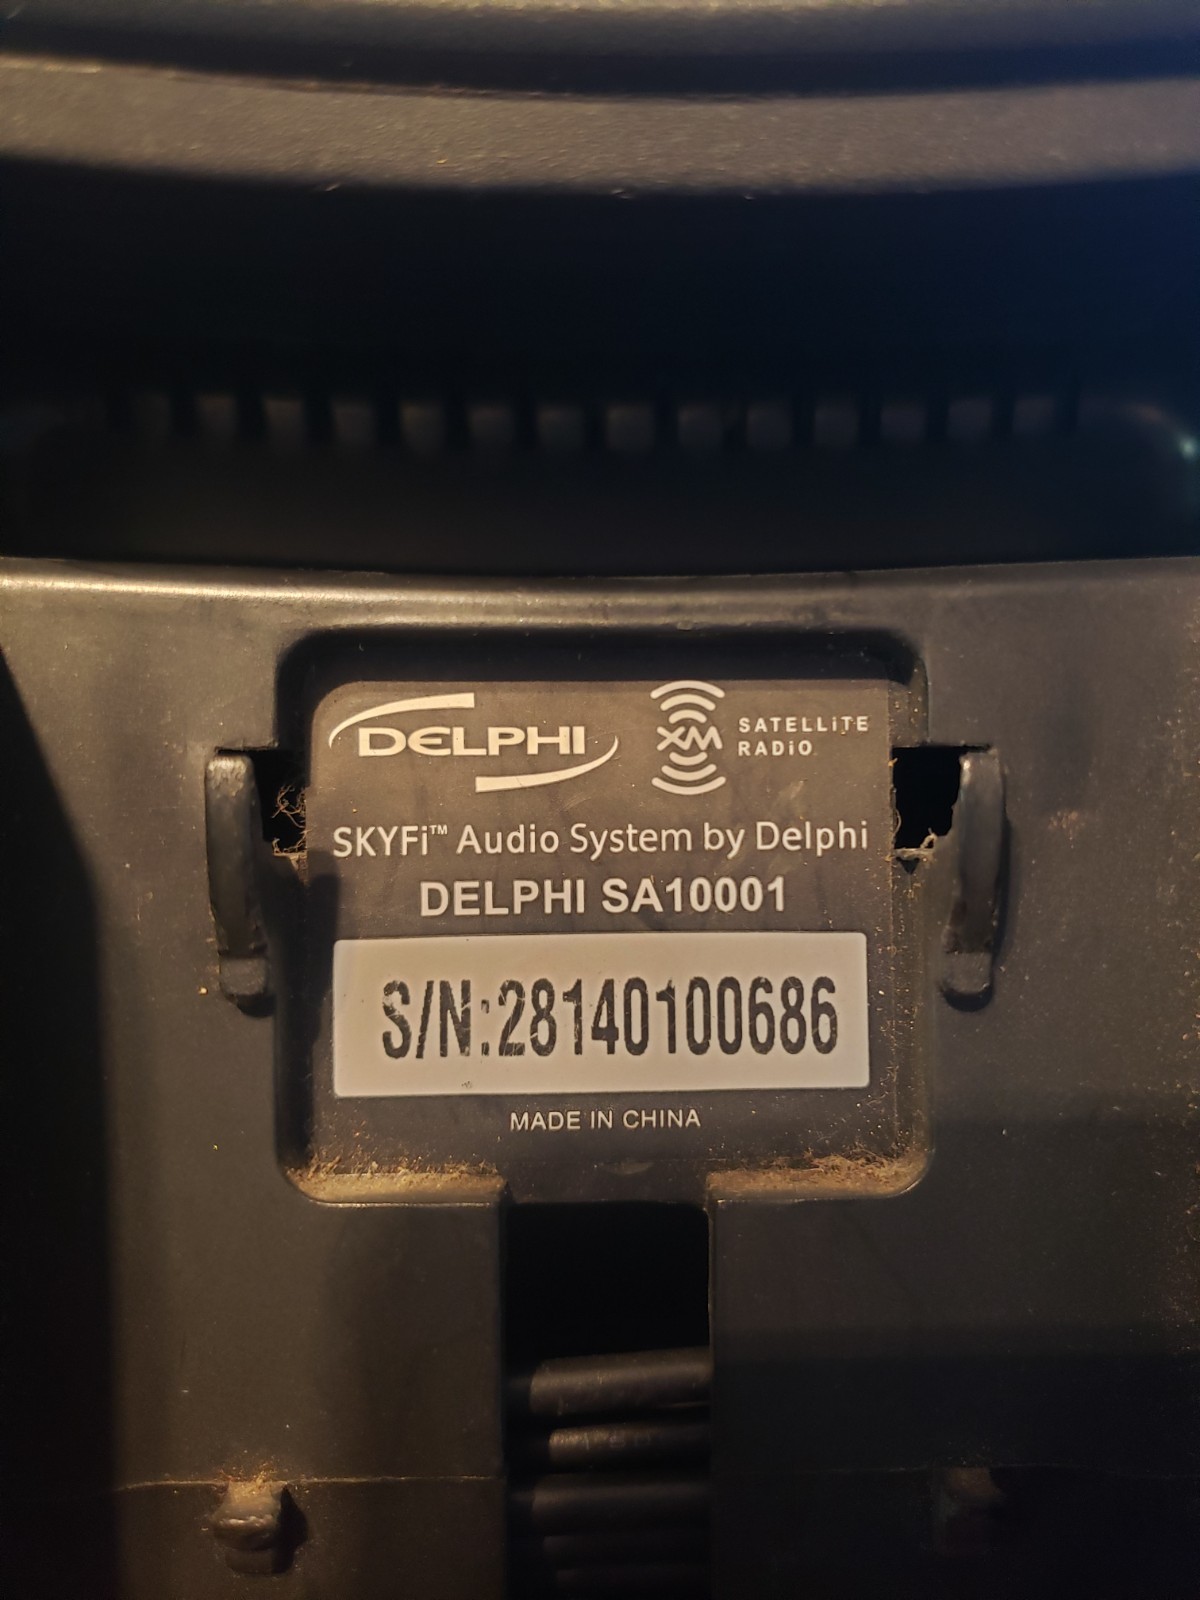 DELPHI
XM SATELLiTE
RADiO
SKYFi™ Audio System by Delphi
DELPHI SA10001
S/N:28140100686
MADE IN CHINA